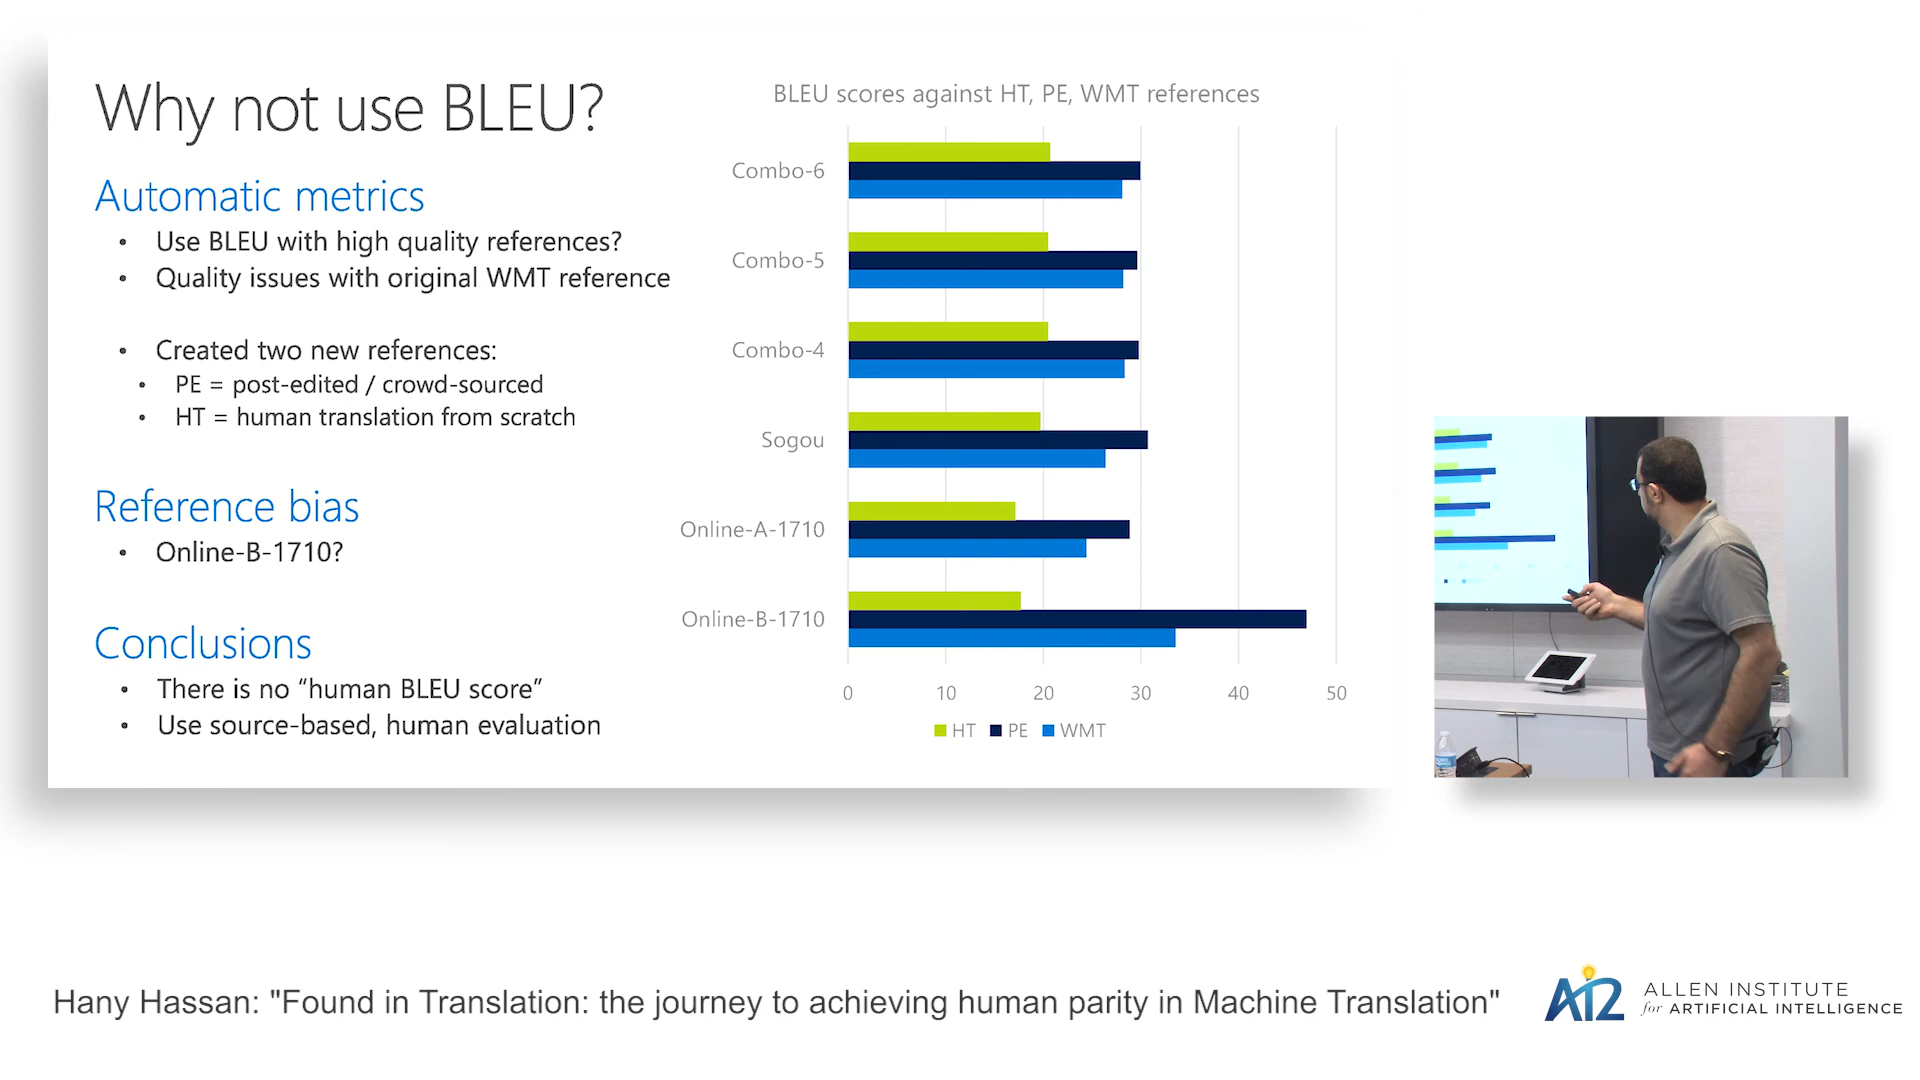 Why not use BLEU?
Automatic metrics
• Use BLEU with high quality references?
• Quality issues with original WMT reference
• Created two new references:
• PE = post-edited / crowd-sourced
• HT = human translation from scratch
Reference bias
• Online-B-1710?
Conclusions
• There is no “human BLEU score”
• Use source-based, human evaluation
BLEU scores against HT, PE, WMT references
Combo-6
Combo-5
Combo-4
Sogou
Online-A-1710
Online-B-1710
0 10 20 30 40 50
HT PE WMT
Hany Hassan: "Found in Translation: the journey to achieving human parity in Machine Translation"
AI2
ALLEN INSTITUTE
for ARTIFICIAL INTELLIGENCE